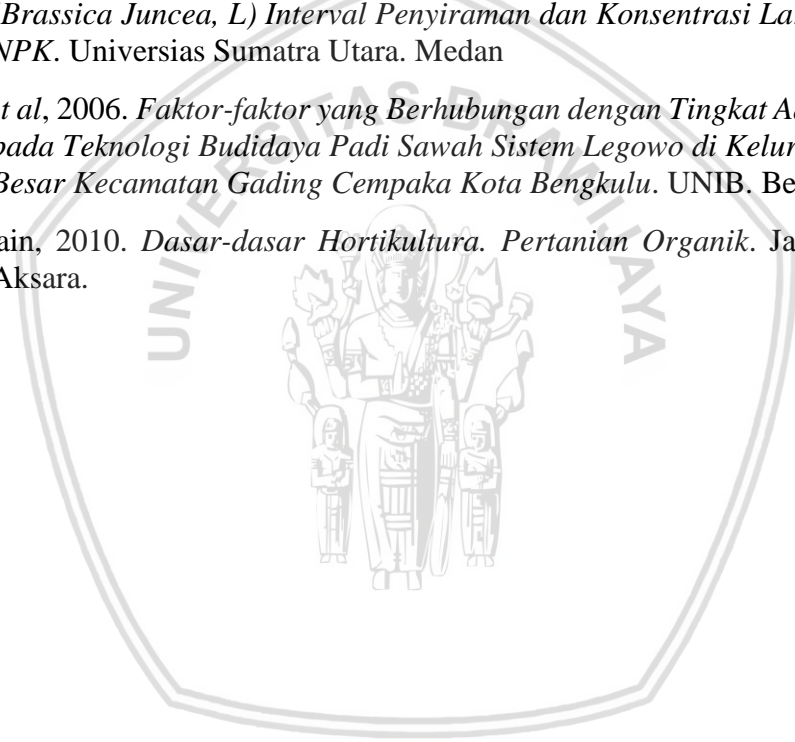 Brassica Juncea, L) Interval Penyiraman dan Konsentrasi La
NPK. Universias Sumatra Utara. Medan
t al, 2006. Faktor-faktor yang Berhubungan dengan Tingkat A
pada Teknologi Budidaya Padi Sawah Sistem Legowo di Kelur
Besar Kecamatan Gading Cempaka Kota Bengkulu. UNIB. Be
ain, 2010. Dasar-dasar Hortikultura. Pertanian Organik. Ja
Aksara.
UNIVERSITAS BRAWIJAYA